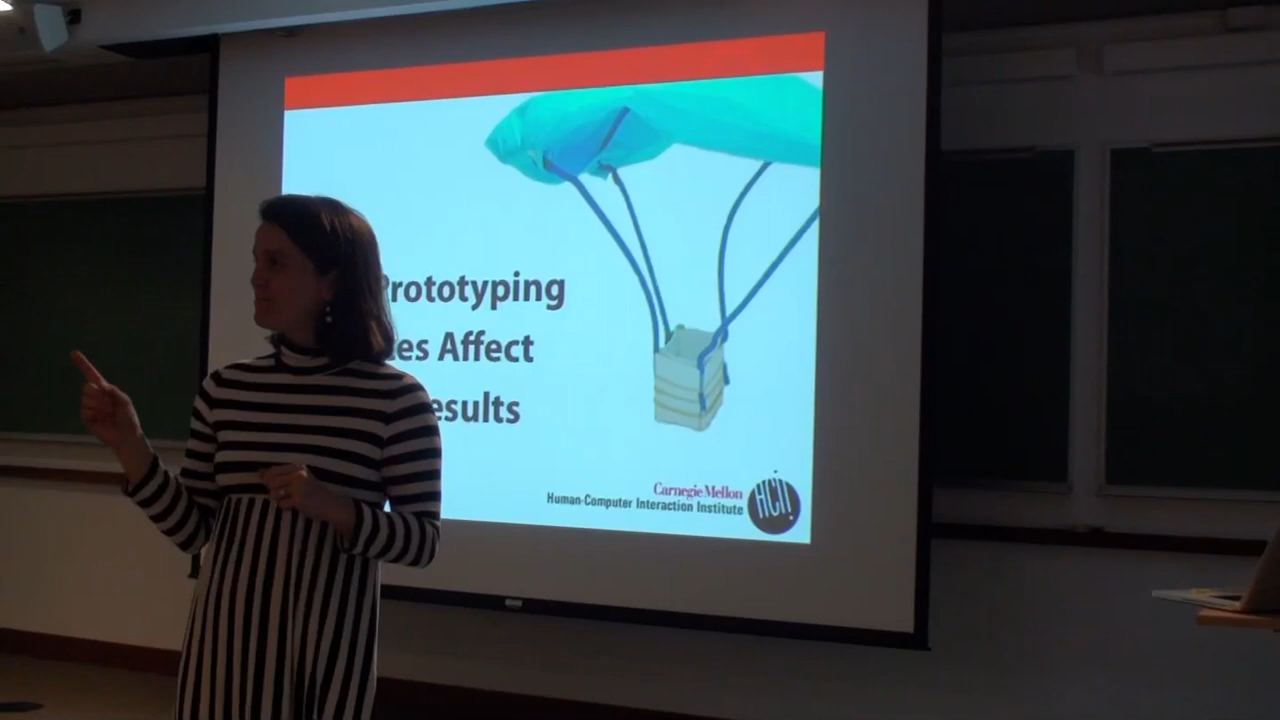 Prototyping
es Affect
esults
Carnegie Mellon
Human-Computer Interaction Institute
HCII